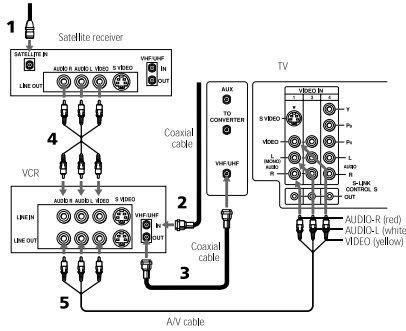 1
Satellite receiver
SATELLITE IN
AUDIO R AUDIO L VIDEO S VIDEO
VHF/UHF
IN
OUT
LINE OUT
4
Coaxial
cable
AUX
TO
CONVERTER
VHF/UHF
TV
VIDEO IN
1 3 4
S VIDEO
VIDEO
L
(MONO)
AUDIO
R
Y
PB
PR
L
AUDIO
R
S-LINK
CONTROL S
OUT
VCR
AUDIO R AUDIO L VIDEO S VIDEO
VHF/UHF
IN
OUT
LINE IN
LINE OUT
2
3
Coaxial
cable
5
AUDIO-R (red)
AUDIO-L (white
VIDEO (yellow)
A/V cable